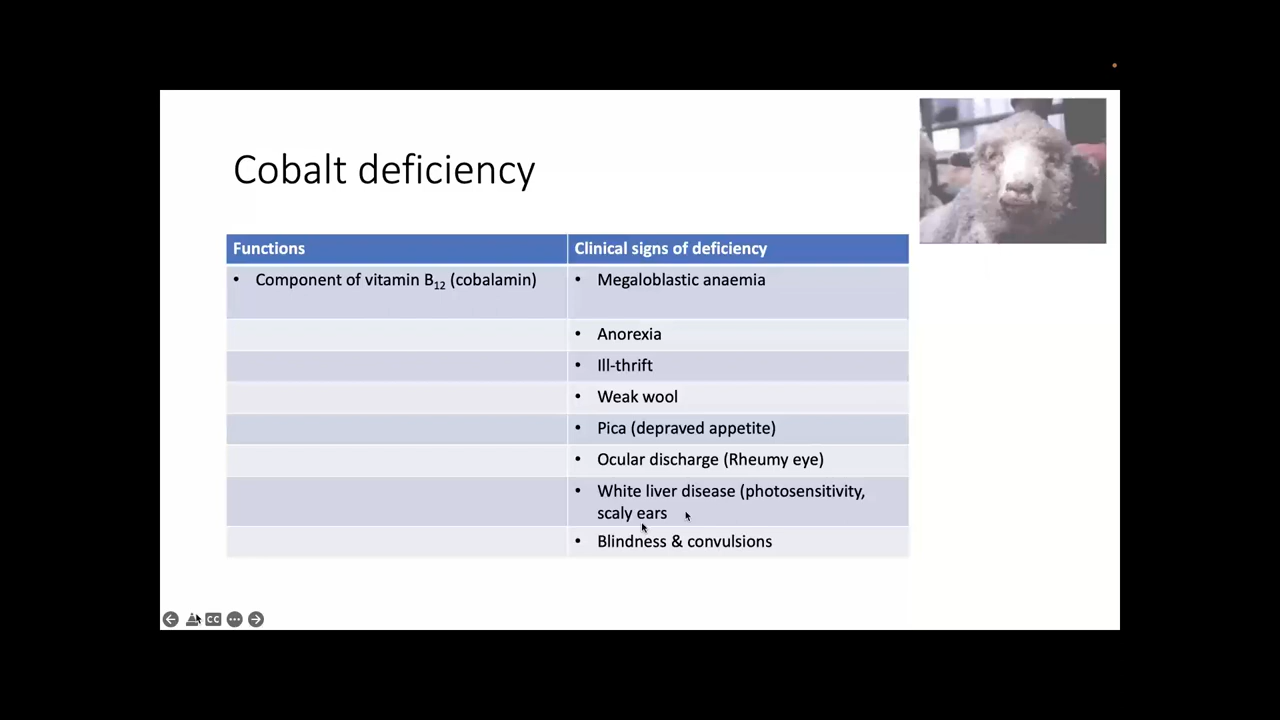 Cobalt deficiency
Functions
Clinical signs of deficiency
• Component of vitamin B12 (cobalamin)
• Megaloblastic anaemia
• Anorexia
• Ill-thrift
• Weak wool
• Pica (depraved appetite)
• Ocular discharge (Rheumy eye)
• White liver disease (photosensitivity,
scaly ears
• Blindness & convulsions
CC